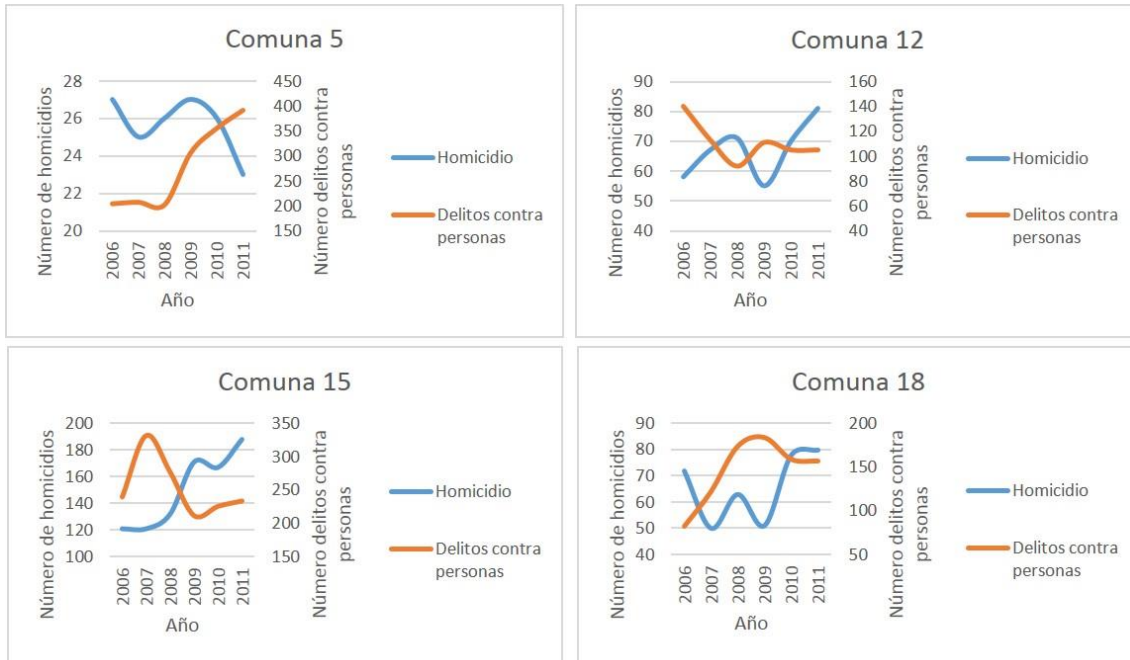 Comuna 5
Número de homicidios
28
26
24
22
20
450
400
350
300
250
200
150
Número delitos contra
personas
2006
2007
2008
2009
2010
2011
Año
Homicidio
Delitos contra
personas
Comuna 12
Número de homicidios
90
80
70
60
50
40
160
140
120
100
80
60
40
Número delitos contra
personas
2006
2007
2008
2009
2010
2011
Año
Homicidio
Delitos contra
personas
Comuna 15
Número de homicidios
200
180
160
140
120
100
350
300
250
200
150
Número delitos contra
personas
2006
2007
2008
2009
2010
2011
Año
Homicidio
Delitos contra
personas
Comuna 18
Número de homicidios
90
80
70
60
50
40
200
150
100
50
Número delitos contra
personas
2006
2007
2008
2009
2010
2011
Año
Homicidio
Delitos contra
personas